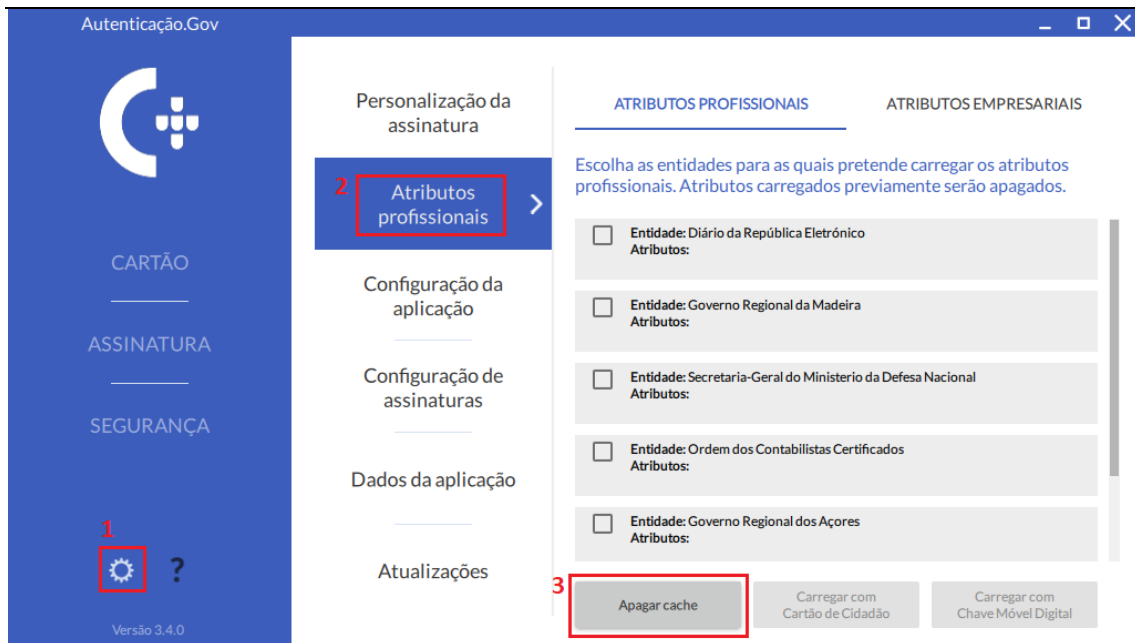 Autenticação.Gov
CARTÃO
ASSINATURA
SEGURANÇA
1
?
Versão 3.4.0
Personalização da
assinatura
2
Atributos
profissionais
Configuração da
aplicação
Configuração de
assinaturas
Dados da aplicação
Atualizações
ATRIBUTOS PROFISSIONAIS
ATRIBUTOS EMPRESARIAIS
Escolha as entidades para as quais pretende carregar os atributos
profissionais. Atributos carregados previamente serão apagados.
Entidade: Diário da República Eletrónico
Atributos:
Entidade: Governo Regional da Madeira
Atributos:
Entidade: Secretaria-Geral do Ministerio da Defesa Nacional
Atributos:
Entidade: Ordem dos Contabilistas Certificados
Atributos:
Entidade: Governo Regional dos Açores
Atributos:
3
Apagar cache
Carregar com
Cartão de Cidadão
Carregar com
Chave Móvel Digital